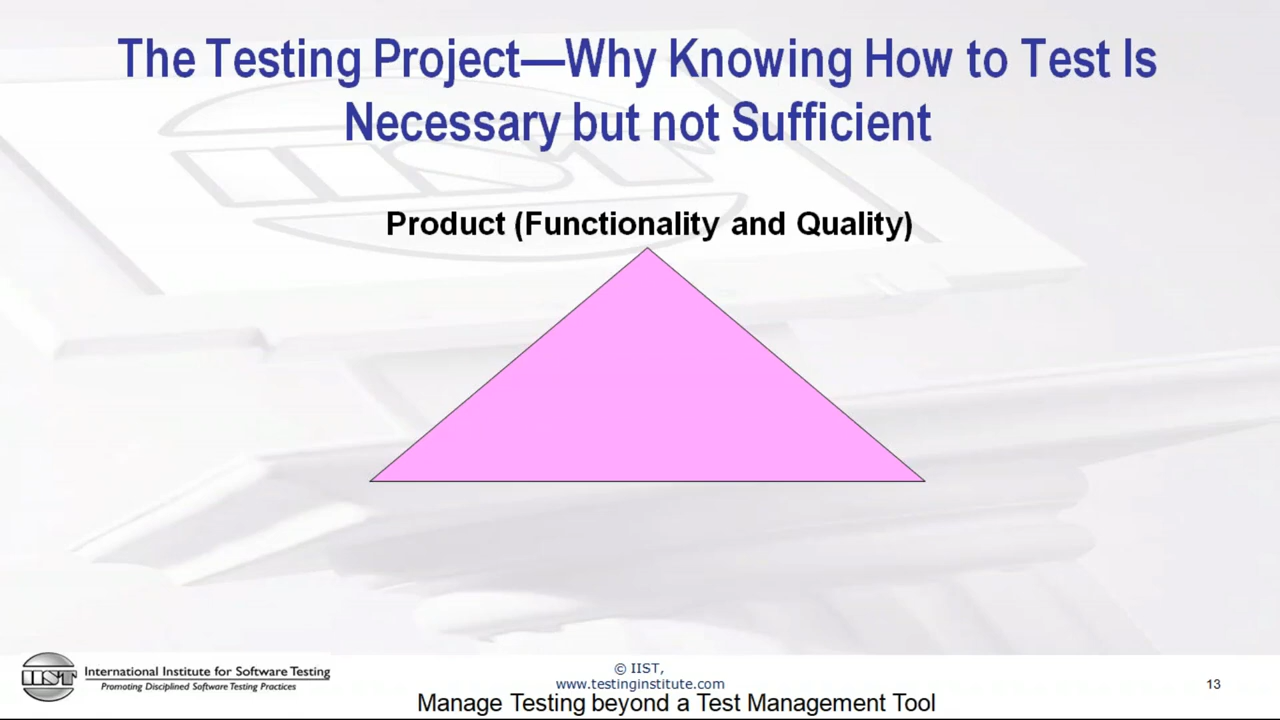 The Testing Project—Why Knowing How to Test Is
Necessary but not Sufficient
Product (Functionality and Quality)
IIST
International Institute for Software Testing
Promoting Disciplined Software Testing Practices
© IIST,
www.testinginstitute.com
13
Manage Testing beyond a Test Management Tool